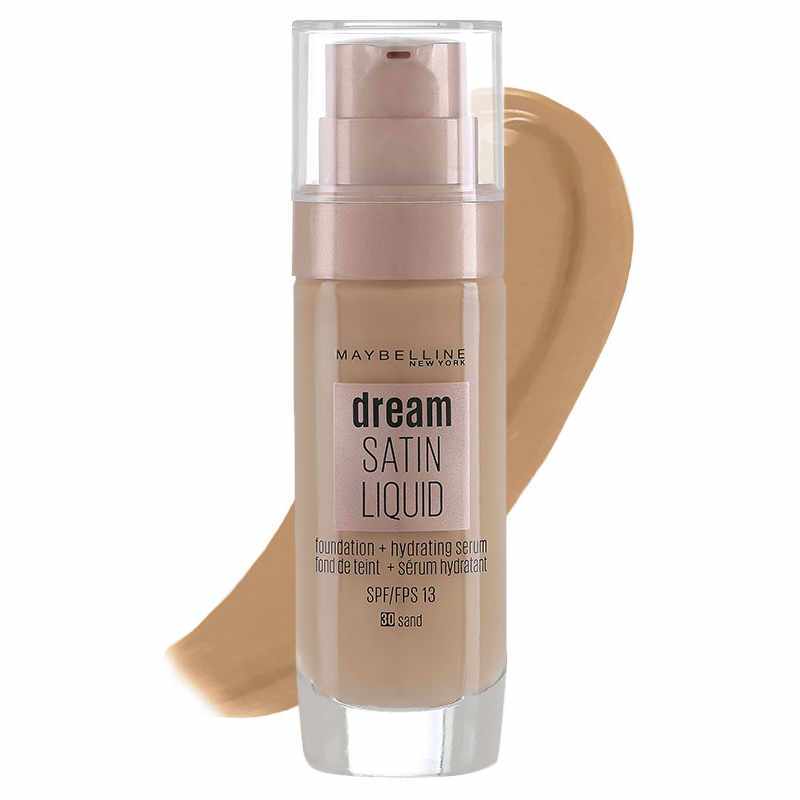 MAYBELLINE
NEW YORK
dream
SATIN
LIQUID
foundation + hydrating serum
fond de teint + sérum hydratant
SPF/FPS 13
30 sand